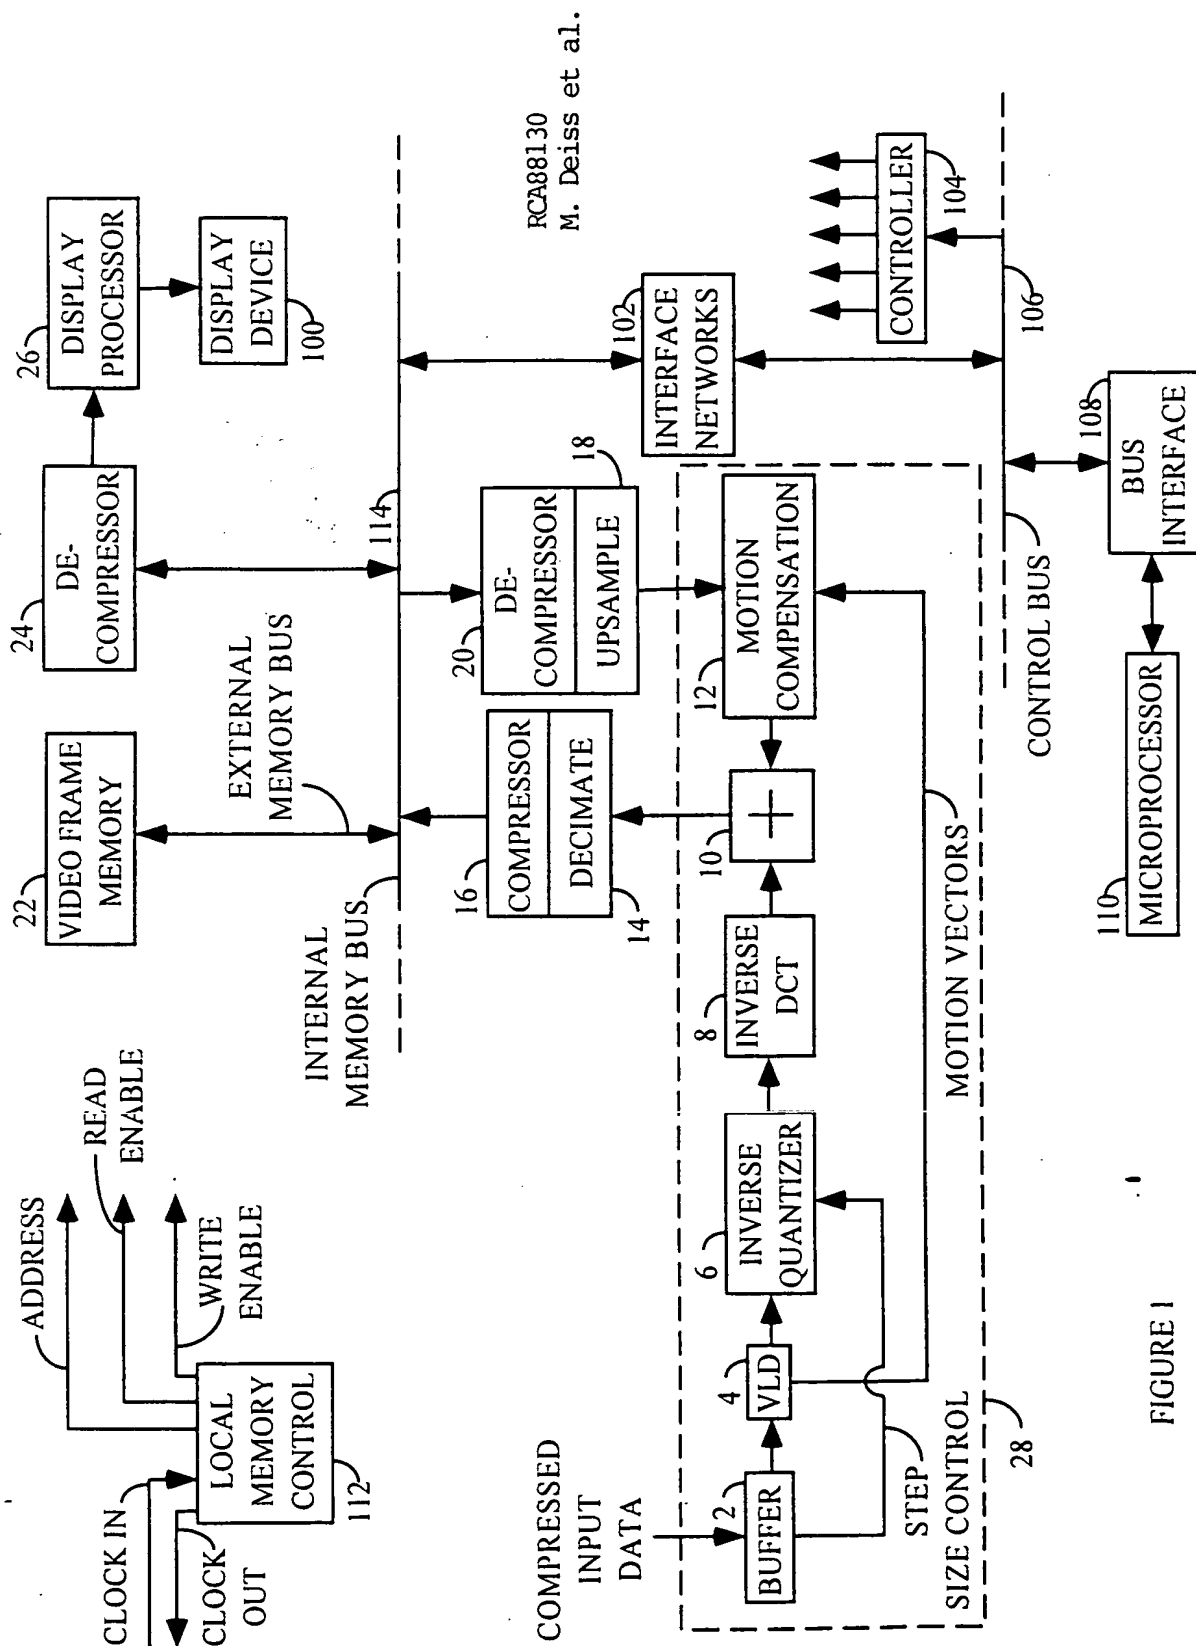 CLOCK IN
CLOCK
OUT
LOCAL
MEMORY
CONTROL
112
ADDRESS
READ
ENABLE
WRITE
ENABLE
22
VIDEO FRAME
MEMORY
24
DE-
COMPRESSOR
26
DISPLAY
PROCESSOR
DISPLAY
DEVICE
100
EXTERNAL
MEMORY BUS
INTERNAL
MEMORY BUS
114
RCA88130
M. Deiss et al.
16
COMPRESSOR
DECIMATE
14
20
DE-
COMPRESSOR
UPSAMPLE
18
102
INTERFACE
NETWORKS
CONTROLLER
104
106
COMPRESSED
INPUT
DATA
2
BUFFER
4
VLD
6
INVERSE
QUANTIZER
8
INVERSE
DCT
10
+
12
MOTION
COMPENSATION
STEP
SIZE CONTROL
MOTION VECTORS
28
CONTROL BUS
108
BUS
INTERFACE
110
MICROPROCESSOR
FIGURE 1